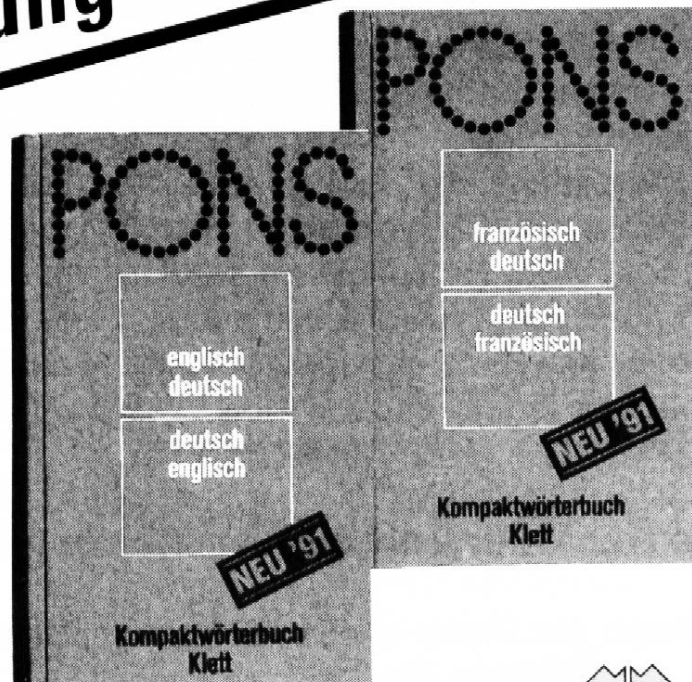 PONS
englisch
deutsch
deutsch
englisch
NEU '91
Kompaktwörterbuch
Klett
PONS
französisch
deutsch
deutsch
französisch
NEU '91
Kompaktwörterbuch
Klett